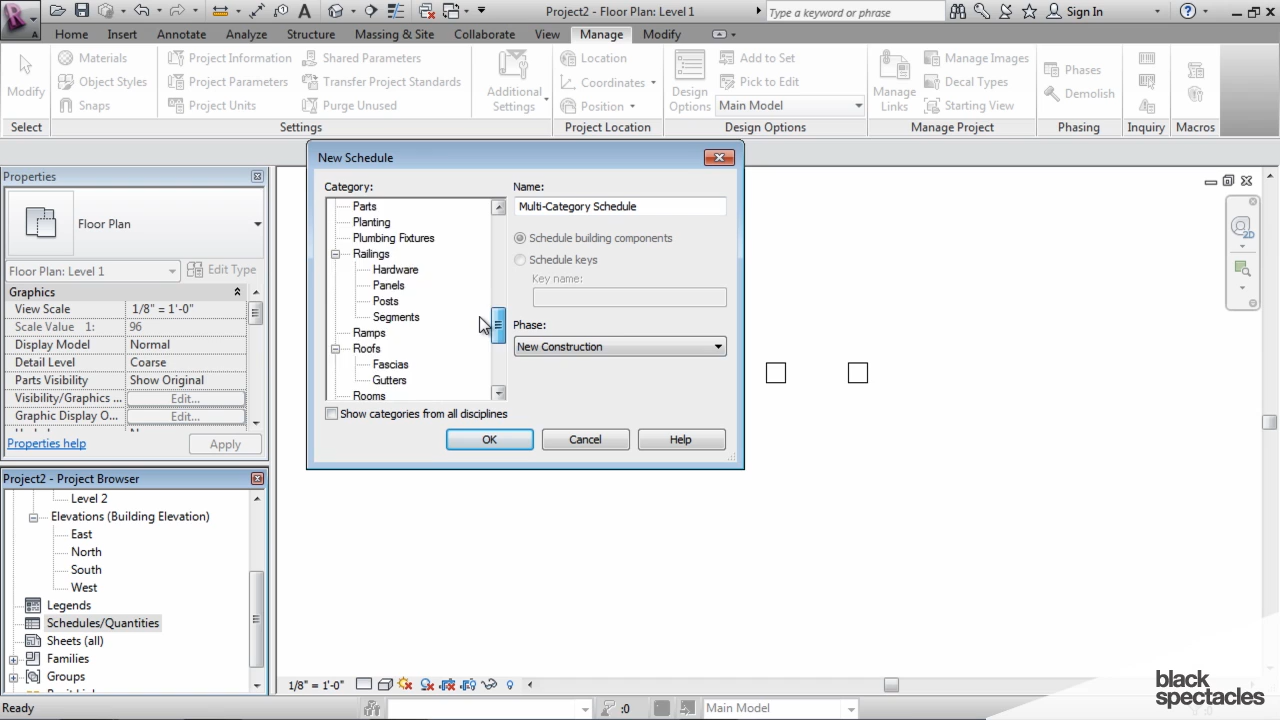 Project2 - Floor Plan: Level 1
Type a keyword or phrase
Sign In
Home Insert Annotate Analyze Structure Massing & Site Collaborate View Manage Modify
Modify
Materials
Object Styles
Snaps
Project Information
Project Parameters
Project Units
Shared Parameters
Transfer Project Standards
Purge Unused
Additional
Settings
Location
Coordinates
Position
Design
Options
Add to Set
Pick to Edit
Main Model
Manage
Links
Manage Images
Decal Types
Starting View
Phases
Demolish
Select Settings Project Location Design Options Manage Project Phasing Inquiry Macros
Properties
Floor Plan
Floor Plan: Level 1 Edit Type
Graphics
View Scale 1/8" = 1'-0"
Scale Value 1: 96
Display Model Normal
Detail Level Coarse
Parts Visibility Show Original
Visibility/Graphics ... Edit...
Graphic Display O... Edit...
Properties help Apply
Project2 - Project Browser
Level 2
Elevations (Building Elevation)
East
North
South
West
Legends
Schedules/Quantities
Sheets (all)
Families
Groups
New Schedule
Category:
Parts
Planting
Plumbing Fixtures
Railings
Hardware
Panels
Posts
Segments
Ramps
Roofs
Fascias
Gutters
Rooms
Show categories from all disciplines
Name:
Multi-Category Schedule
Schedule building components
Schedule keys
Key name:
Phase:
New Construction
OK Cancel Help
2D
1/8" = 1'-0"
Ready
:0
Main Model
black
spectacles